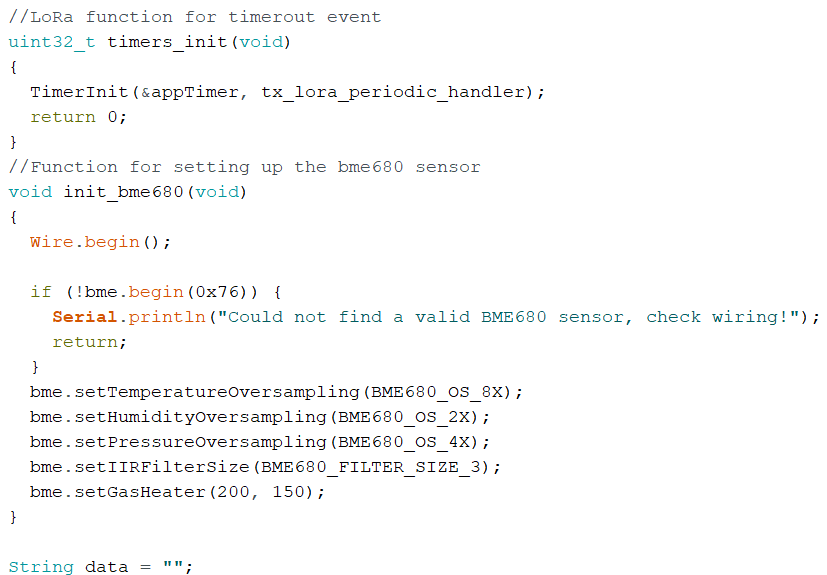 //LoRa function for timerout event
uint32_t timers_init(void)
{
  TimerInit(&appTimer, tx_lora_periodic_handler);
  return 0;
}
//Function for setting up the bme680 sensor
void init_bme680(void)
{
  Wire.begin();

  if (!bme.begin(0x76)) {
    Serial.println("Could not find a valid BME680 sensor, check wiring!");
    return;
  }
  bme.setTemperatureOversampling(BME680_OS_8X);
  bme.setHumidityOversampling(BME680_OS_2X);
  bme.setPressureOversampling(BME680_OS_4X);
  bme.setIIRFilterSize(BME680_FILTER_SIZE_3);
  bme.setGasHeater(200, 150);
}

String data = "";